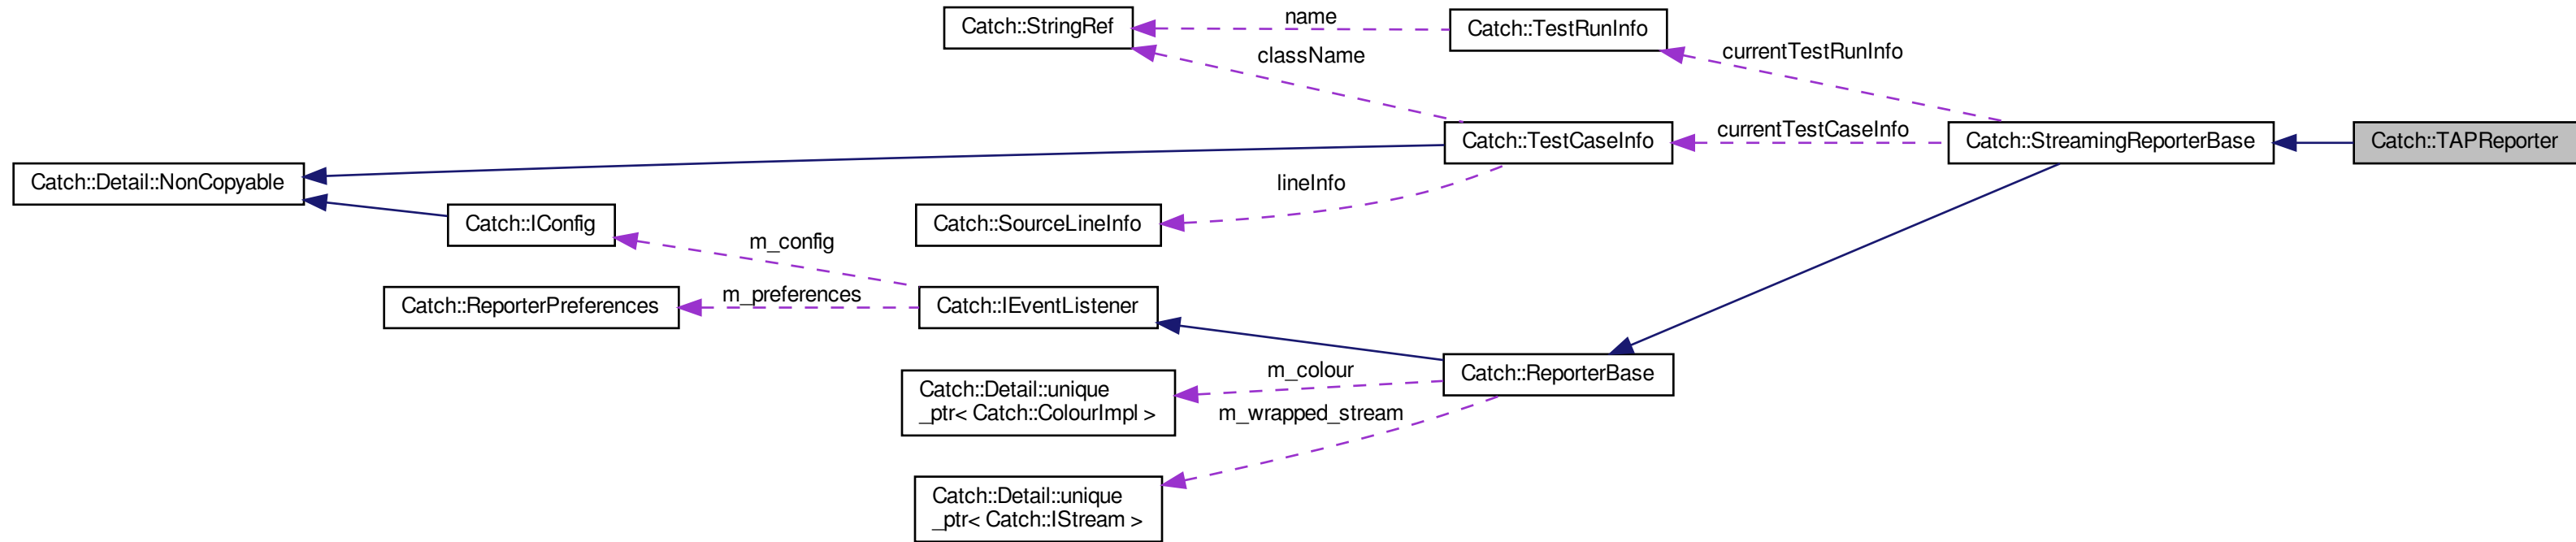 Catch::StringRef
name
Catch::TestRunInfo
className
currentTestRunInfo
Catch::TestCaseInfo
currentTestCaseInfo
Catch::StreamingReporterBase
Catch::TAPReporter
Catch::Detail::NonCopyable
lineInfo
Catch::IConfig
Catch::SourceLineInfo
m_config
Catch::ReporterPreferences
m_preferences
Catch::IEventListener
Catch::Detail::unique
_ptr< Catch::ColourImpl >
m_colour
Catch::ReporterBase
m_wrapped_stream
Catch::Detail::unique
_ptr< Catch::IStream >